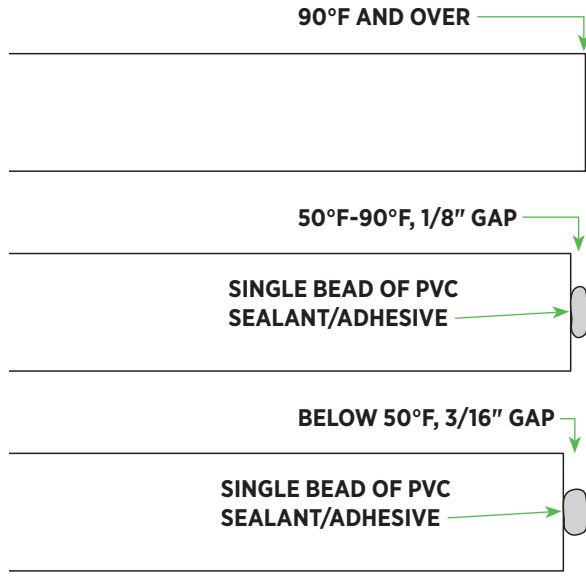 90°F AND OVER
50°F-90°F, 1/8" GAP
SINGLE BEAD OF PVC
SEALANT/ADHESIVE
BELOW 50°F, 3/16" GAP
SINGLE BEAD OF PVC
SEALANT/ADHESIVE